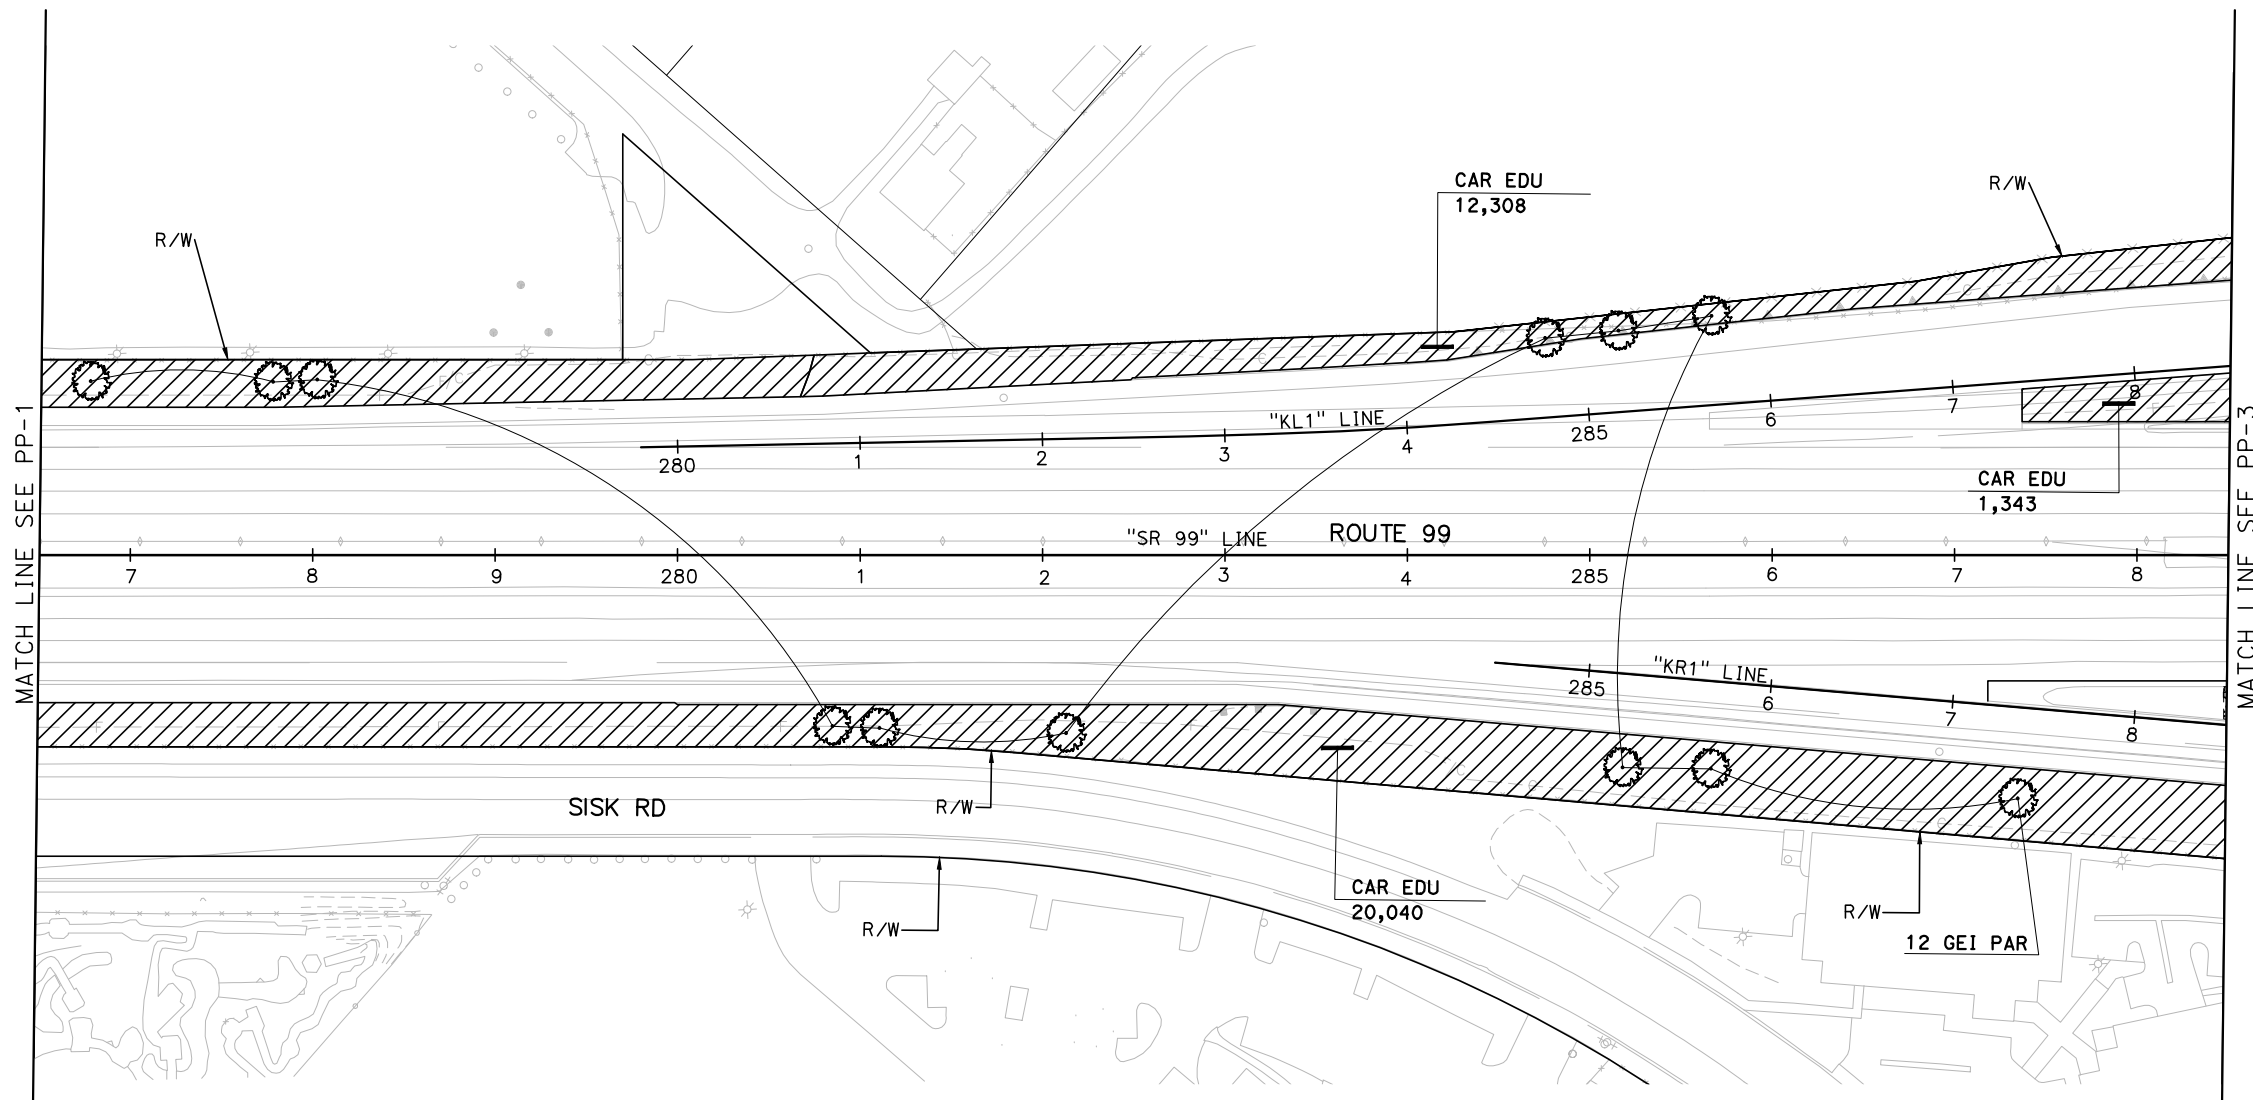 CAR EDU
12,308
R/W
R/W
"KL1" LINE
280
1
2
3
4
285
6
7
8
CAR EDU
1,343
MATCH LINE SEE PP-1
MATCH LINE SEE PP-3
"SR 99" LINE
ROUTE 99
7
8
9
280
1
2
3
4
285
6
7
8
"KR1" LINE
285
6
7
8
SISK RD
R/W
CAR EDU
20,040
R/W
R/W
12 GEI PAR